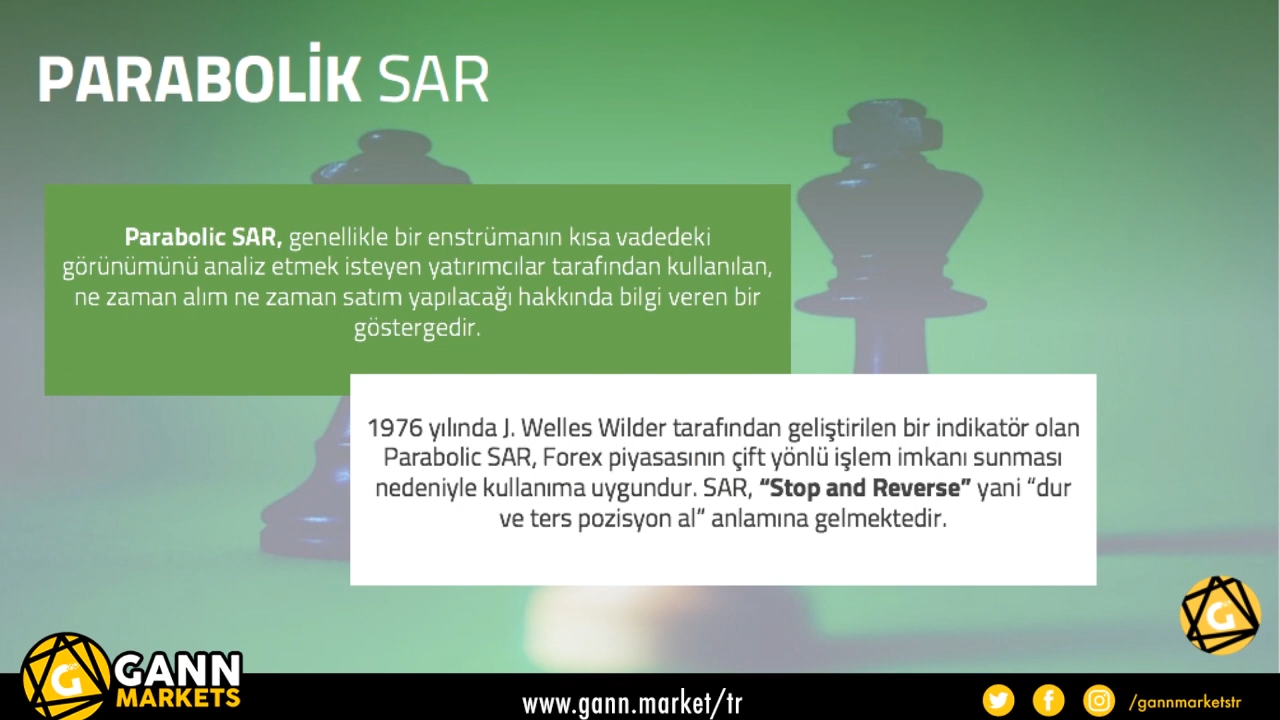 PARABOLİK SAR
Parabolic SAR, genellikle bir enstrümanın kısa vadedeki
görünümünü analiz etmek isteyen yatırımcılar tarafından kullanılan,
ne zaman alım ne zaman satım yapılacağı hakkında bilgi veren bir
göstergedir.
1976 yılında J. Welles Wilder tarafından geliştirilen bir indikatör olan
Parabolic SAR, Forex piyasasının çift yönlü işlem imkanı sunması
nedeniyle kullanıma uygundur. SAR, “Stop and Reverse” yani “dur
ve ters pozisyon al” anlamına gelmektedir.
G
G
GANN
MARKETS
www.gann.market/tr
/gannmarketstr